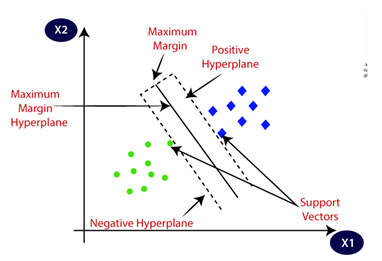 X2
Maximum
Margin
Positive
Hyperplane
Maximum
Margin
Hyperplane
Support
Vectors
Negative Hyperplane
X1